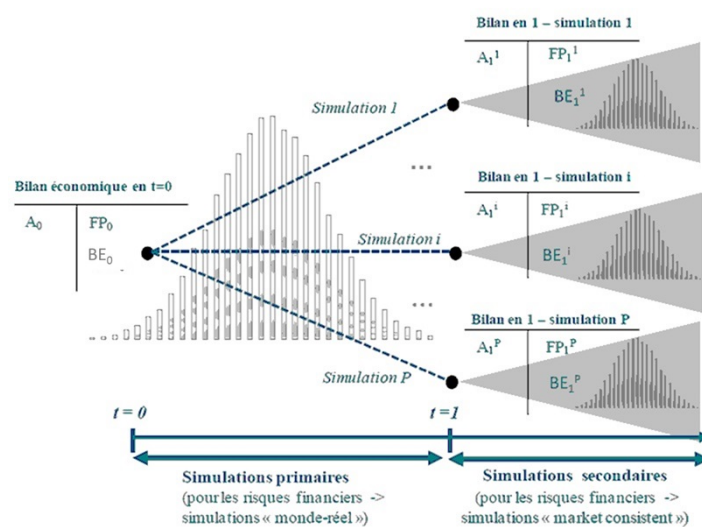 Bilan en 1 – simulation 1
A₁¹ FP₁¹
BE₁¹
Simulation 1
...
Bilan économique en t=0
A₀ FP₀
BE₀
Bilan en 1 – simulation i
A₁ⁱ FP₁ⁱ
BE₁ⁱ
Simulation i
...
Bilan en 1 – simulation P
A₁ᴾ FP₁ᴾ
BE₁ᴾ
Simulation P
t = 0 t=1
Simulations primaires
(pour les risques financiers ->
simulations « monde-réel »)
Simulations secondaires
(pour les risques financiers ->
simulations « market consistent »)